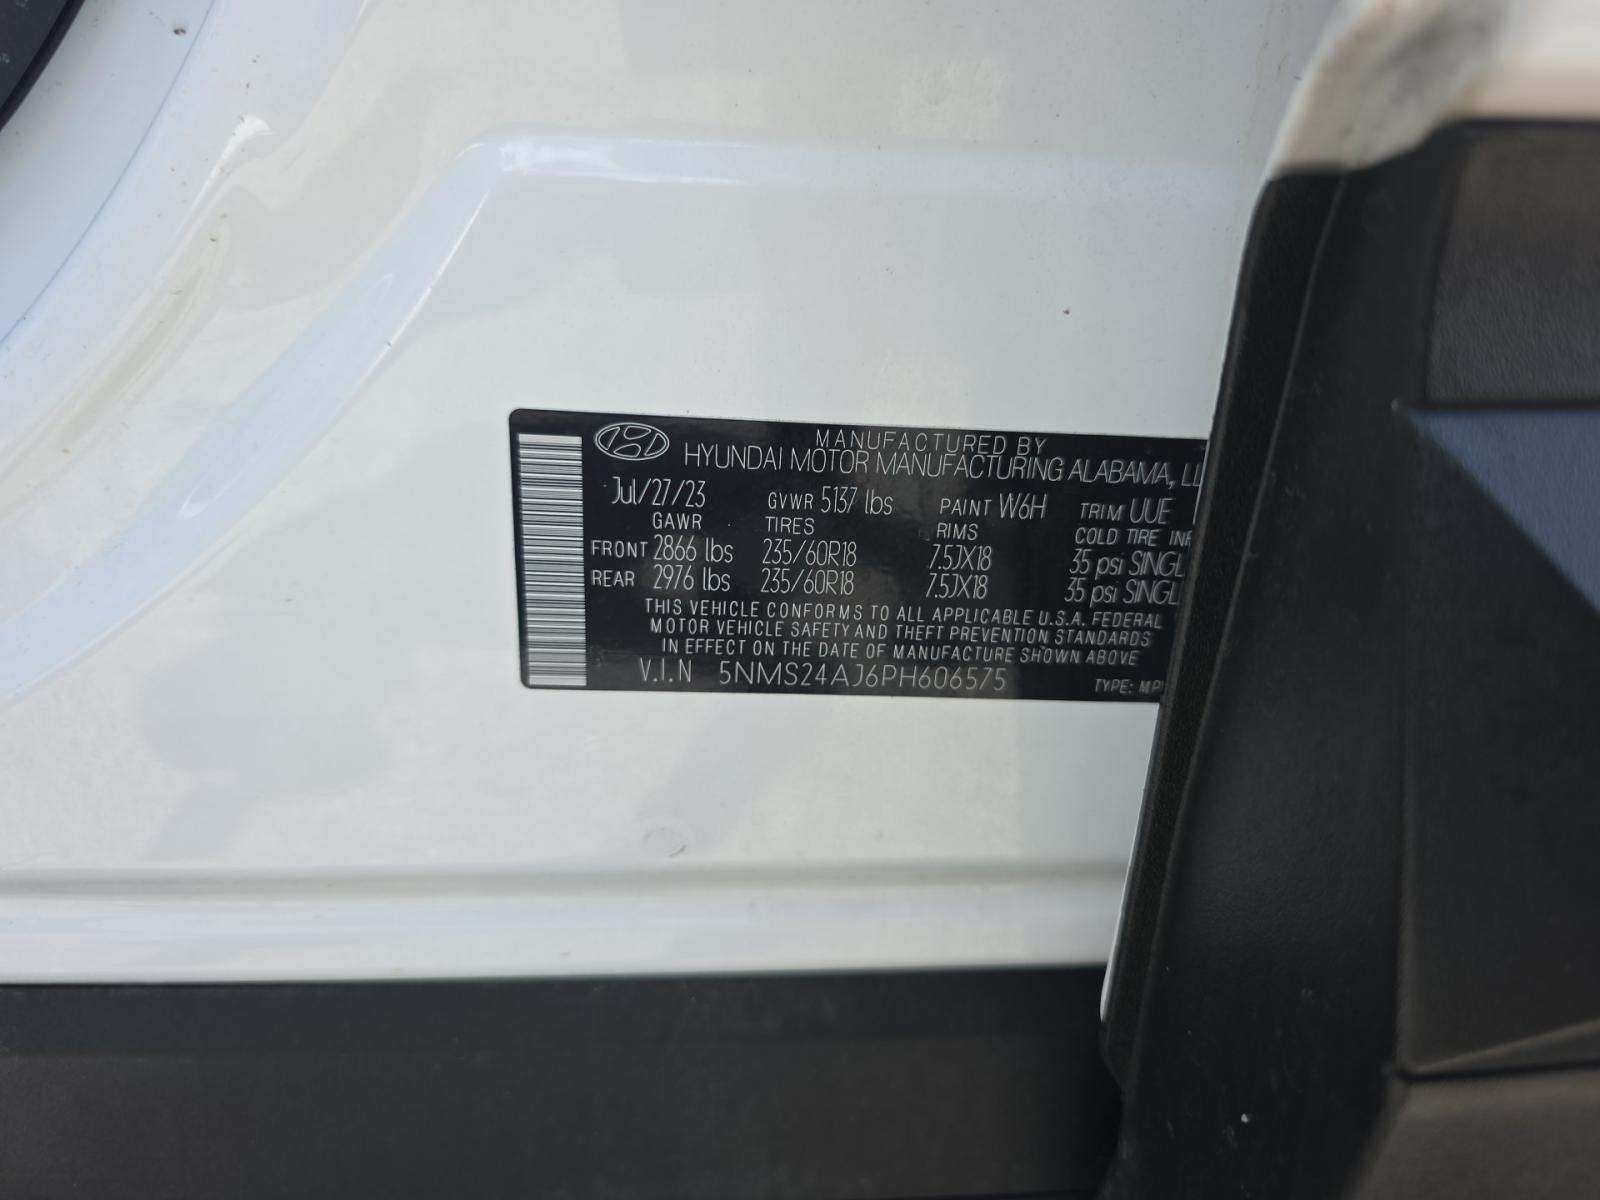 MANUFACTURED BY
HYUNDAI MOTOR MANUFACTURING ALABAMA, LL
Jul/27/23 GVWR 5137 lbs PAINT W6H TRIM UUE
GAWR TIRES RIMS COLD TIRE INF
FRONT 2866 lbs 235/60R18 7.5JX18 35 psi SINGL
REAR 2976 lbs 235/60R18 7.5JX18 35 psi SINGL
THIS VEHICLE CONFORMS TO ALL APPLICABLE U.S.A. FEDERAL
MOTOR VEHICLE SAFETY AND THEFT PREVENTION STANDARDS
IN EFFECT ON THE DATE OF MANUFACTURE SHOWN ABOVE
V.I.N 5NMS24AJ6PH606575 TYPE: MP